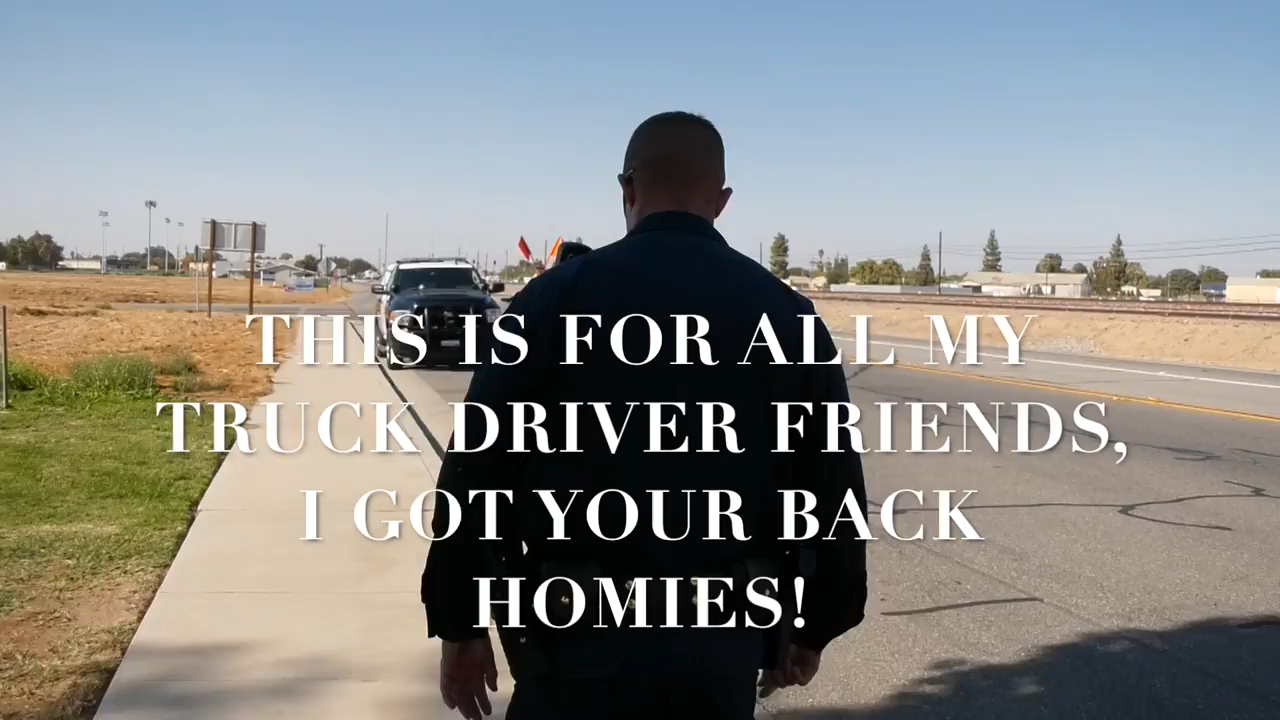 THIS IS FOR ALL MY
TRUCK DRIVER FRIENDS,
I GOT YOUR BACK
HOMIES!